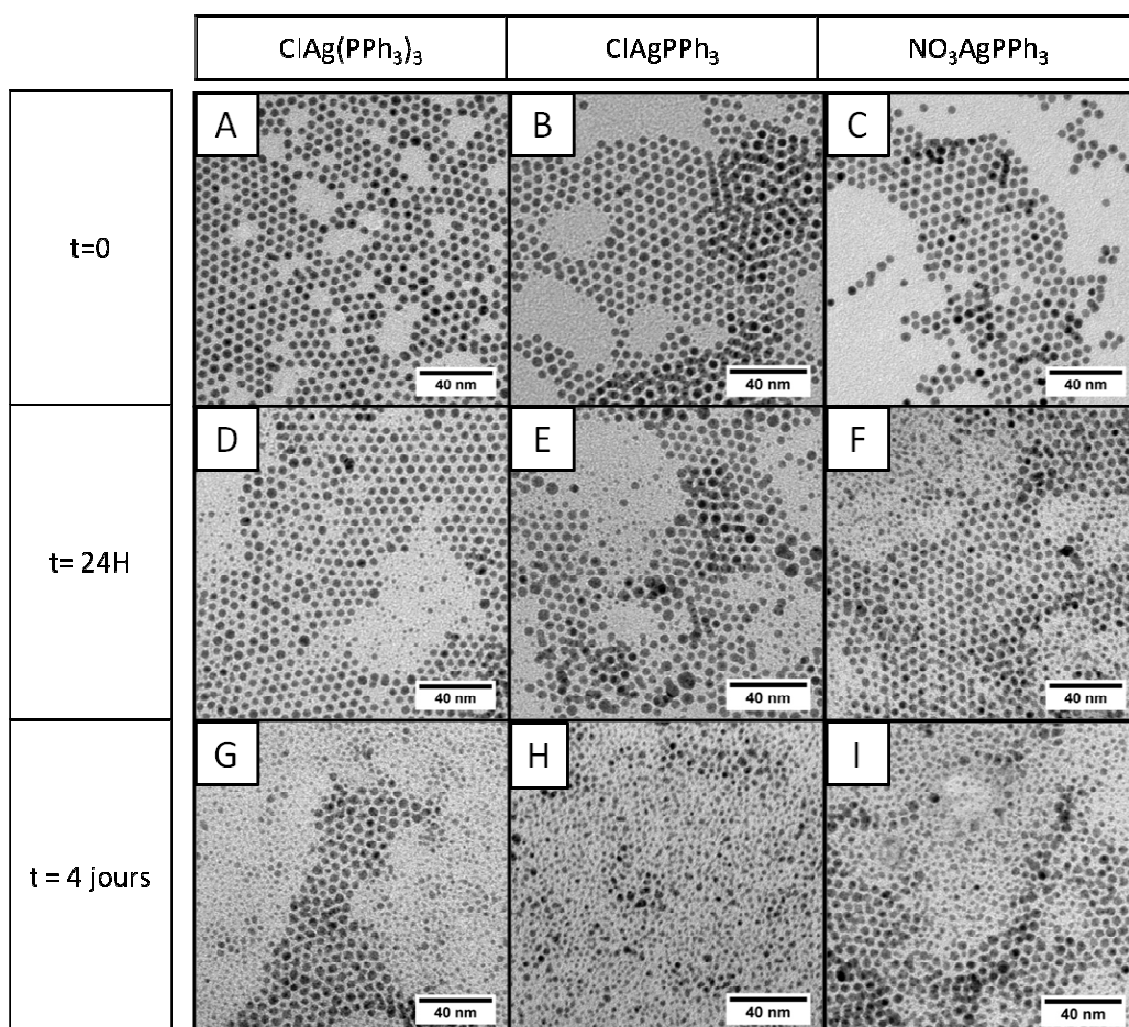 ClAg(PPh₃)₃ ClAgPPh₃ NO₃AgPPh₃
t=0
A B C
40 nm 40 nm 40 nm
t= 24H
D E F
40 nm 40 nm 40 nm
t = 4 jours
G H I
40 nm 40 nm 40 nm